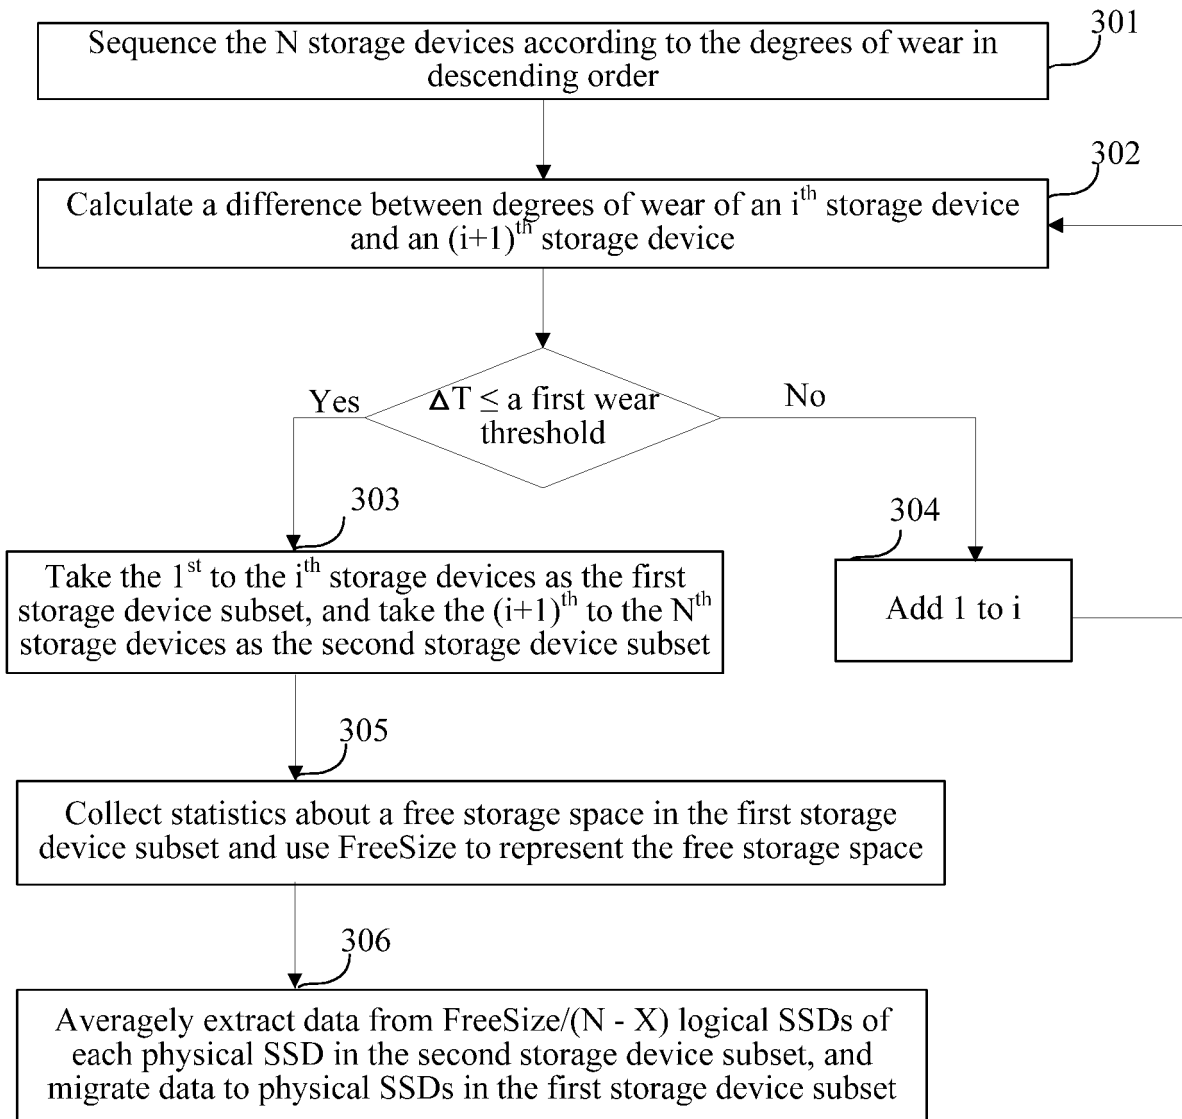 Sequence the N storage devices according to the degrees of wear in
descending order
301
302
Calculate a difference between degrees of wear of an iᵗʰ storage device
and an (i+1)ᵗʰ storage device
Yes
ΔT ≤ a first wear
threshold
No
303
Take the 1ˢᵗ to the iᵗʰ storage devices as the first
storage device subset, and take the (i+1)ᵗʰ to the Nᵗʰ
storage devices as the second storage device subset
304
Add 1 to i
305
Collect statistics about a free storage space in the first storage
device subset and use FreeSize to represent the free storage space
306
Averagely extract data from FreeSize/(N - X) logical SSDs of
each physical SSD in the second storage device subset, and
migrate data to physical SSDs in the first storage device subset